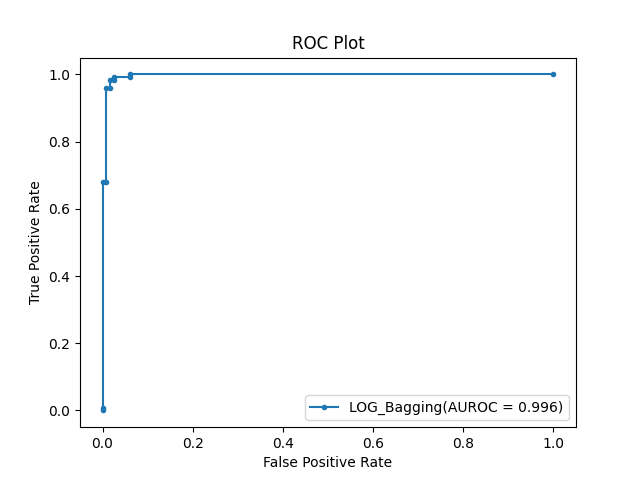 ROC Plot
1.0
0.8
0.6
0.4
0.2
0.0
True Positive Rate
LOG_Bagging(AUROC = 0.996)
0.0 0.2 0.4 0.6 0.8 1.0
False Positive Rate